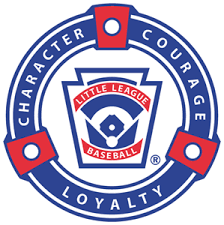 CHARACTER
COURAGE
LOYALTY
LITTLE LEAGUE
BASEBALL
®